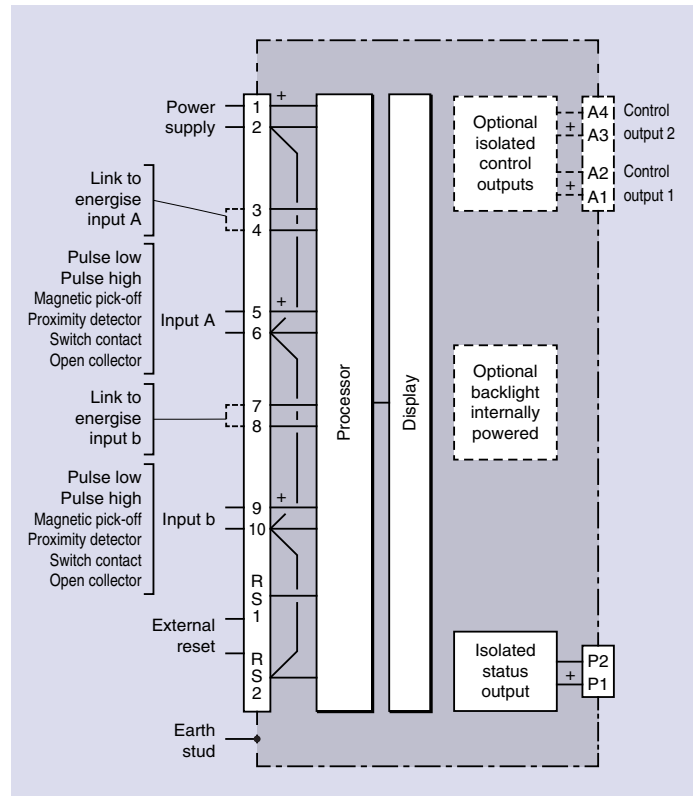 Power
supply
1
2
+
Link to
energise
input A
3
4
Pulse low
Pulse high
Magnetic pick-off
Proximity detector
Switch contact
Open collector
Input A
5
6
+
Link to
energise
input b
7
8
Pulse low
Pulse high
Magnetic pick-off
Proximity detector
Switch contact
Open collector
Input b
9
10
+
R
S
1
External
reset
R
S
2
Earth
stud
Processor
Display
Optional
isolated
control
outputs
+
+
A4
A3
A2
A1
Control
output 2
Control
output 1
Optional
backlight
internally
powered
Isolated
status
output
+
P2
P1